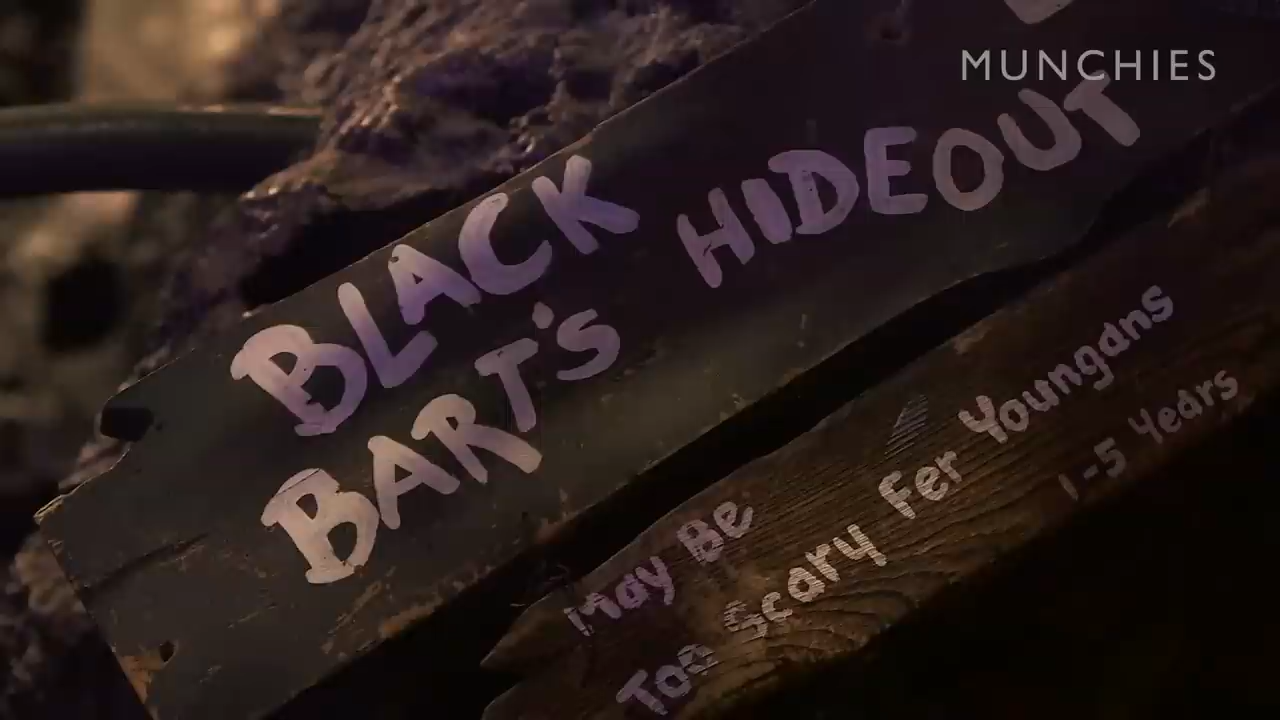 MUNCHIES
BLACK
BART'S HIDEOUT
May Be
Too Scary Fer Youngans
1-5 Years